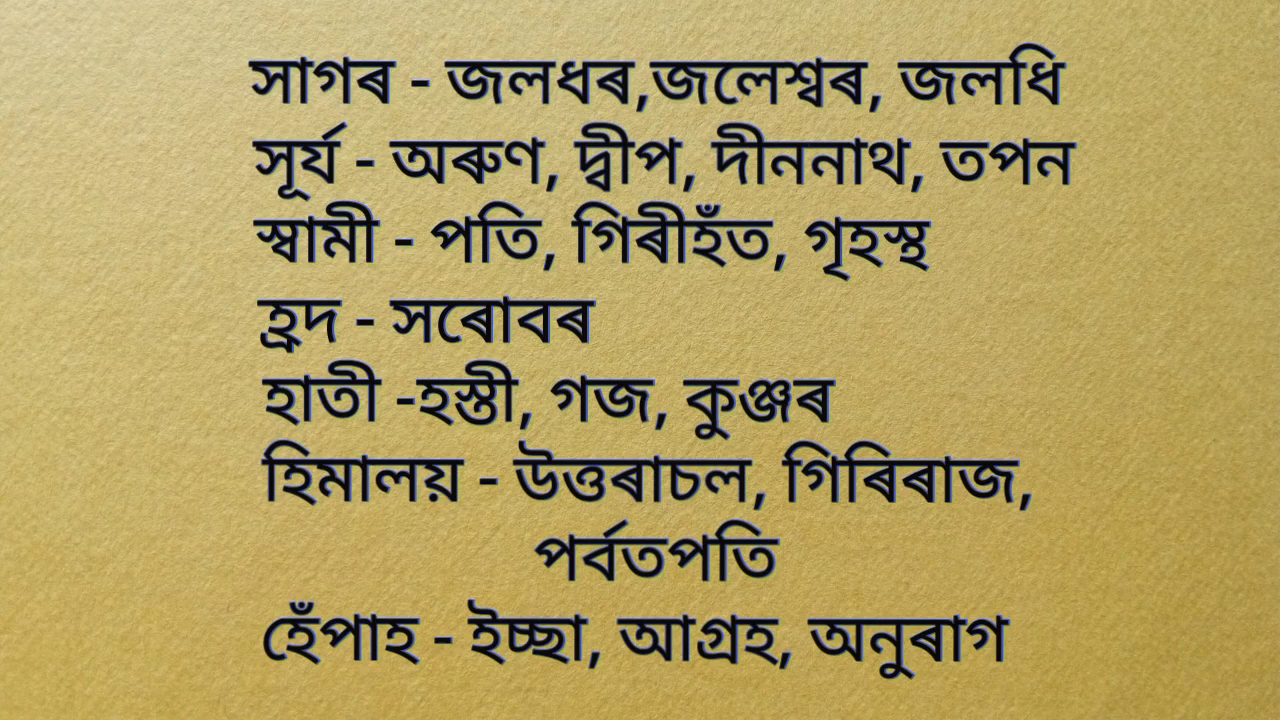 সাগৰ - জলধৰ,জলেশ্বৰ, জলধি
সূৰ্য - অৰুণ, দ্বীপ, দীননাথ, তপন
স্বামী - পতি, গিৰীহঁত, গৃহস্থ
হ্ৰদ - সৰোবৰ
হাতী -হস্তী, গজ, কুঞ্জৰ
হিমালয় - উত্তৰাচল, গিৰিৰাজ,
পৰ্বতপতি
হেঁপাহ - ইচ্ছা, আগ্ৰহ, অনুৰাগ